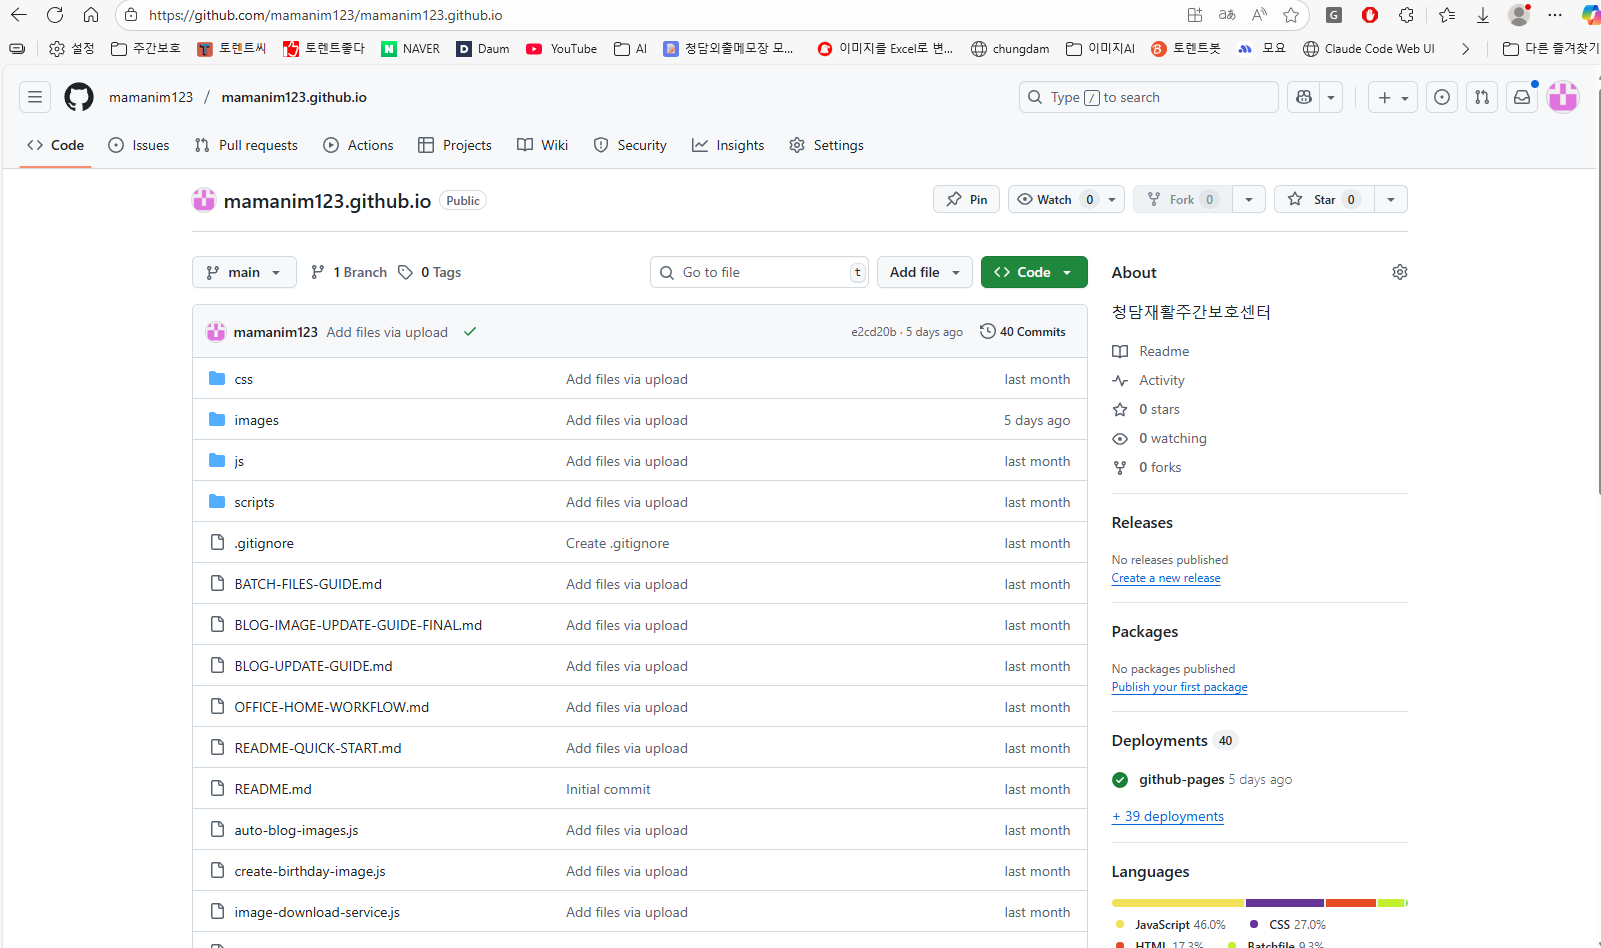 https://github.com/mamanim123/mamanim123.github.io
설정 주간보호 토렌트씨 토렌트좋다 NAVER Daum YouTube AI 청담외출메모장 모... 이미지를 Excel로 변... chungdam 이미지AI 토렌트봇 모요 Claude Code Web UI 다른 즐겨찾기
mamanim123 / mamanim123.github.io
Type / to search
Code Issues Pull requests Actions Projects Wiki Security Insights Settings
mamanim123.github.io Public
Pin Watch 0 Fork 0 Star 0
main 1 Branch 0 Tags
Go to file t Add file Code
mamanim123 Add files via upload e2cd20b · 5 days ago 40 Commits
css Add files via upload last month
images Add files via upload 5 days ago
js Add files via upload last month
scripts Add files via upload last month
.gitignore Create .gitignore last month
BATCH-FILES-GUIDE.md Add files via upload last month
BLOG-IMAGE-UPDATE-GUIDE-FINAL.md Add files via upload last month
BLOG-UPDATE-GUIDE.md Add files via upload last month
OFFICE-HOME-WORKFLOW.md Add files via upload last month
README-QUICK-START.md Add files via upload last month
README.md Initial commit last month
auto-blog-images.js Add files via upload last month
create-birthday-image.js Add files via upload last month
image-download-service.js Add files via upload last month
About
청담재활주간보호센터
Readme
Activity
0 stars
0 watching
0 forks
Releases
No releases published
Create a new release
Packages
No packages published
Publish your first package
Deployments 40
github-pages 5 days ago
+ 39 deployments
Languages
JavaScript 46.0% CSS 27.0%
HTML 17.3% Batchfile 9.3%